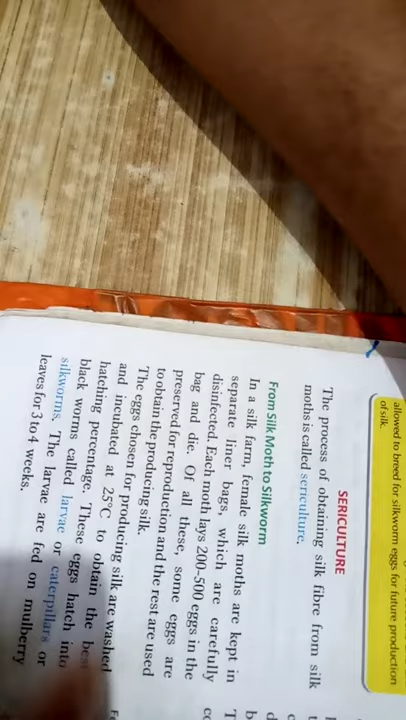 allowed to breed for silkworm eggs for future production
of silk.
SERICULTURE
The process of obtaining silk fibre from silk
moths is called sericulture.
From Silk Moth to Silkworm
In a silk farm, female silk moths are kept in
separate liner bags, which are carefully
disinfected. Each moth lays 200-500 eggs in the
bag and die. Of all these, some eggs are
preserved for reproduction and the rest are used
to obtain the producing silk.
The eggs chosen for producing silk are washed
and incubated at 25°C to obtain the best
hatching percentage. These eggs hatch into
black worms called larvae or caterpillars or
silkworms. The larvae are fed on mulberry
leaves for 3 to 4 weeks.